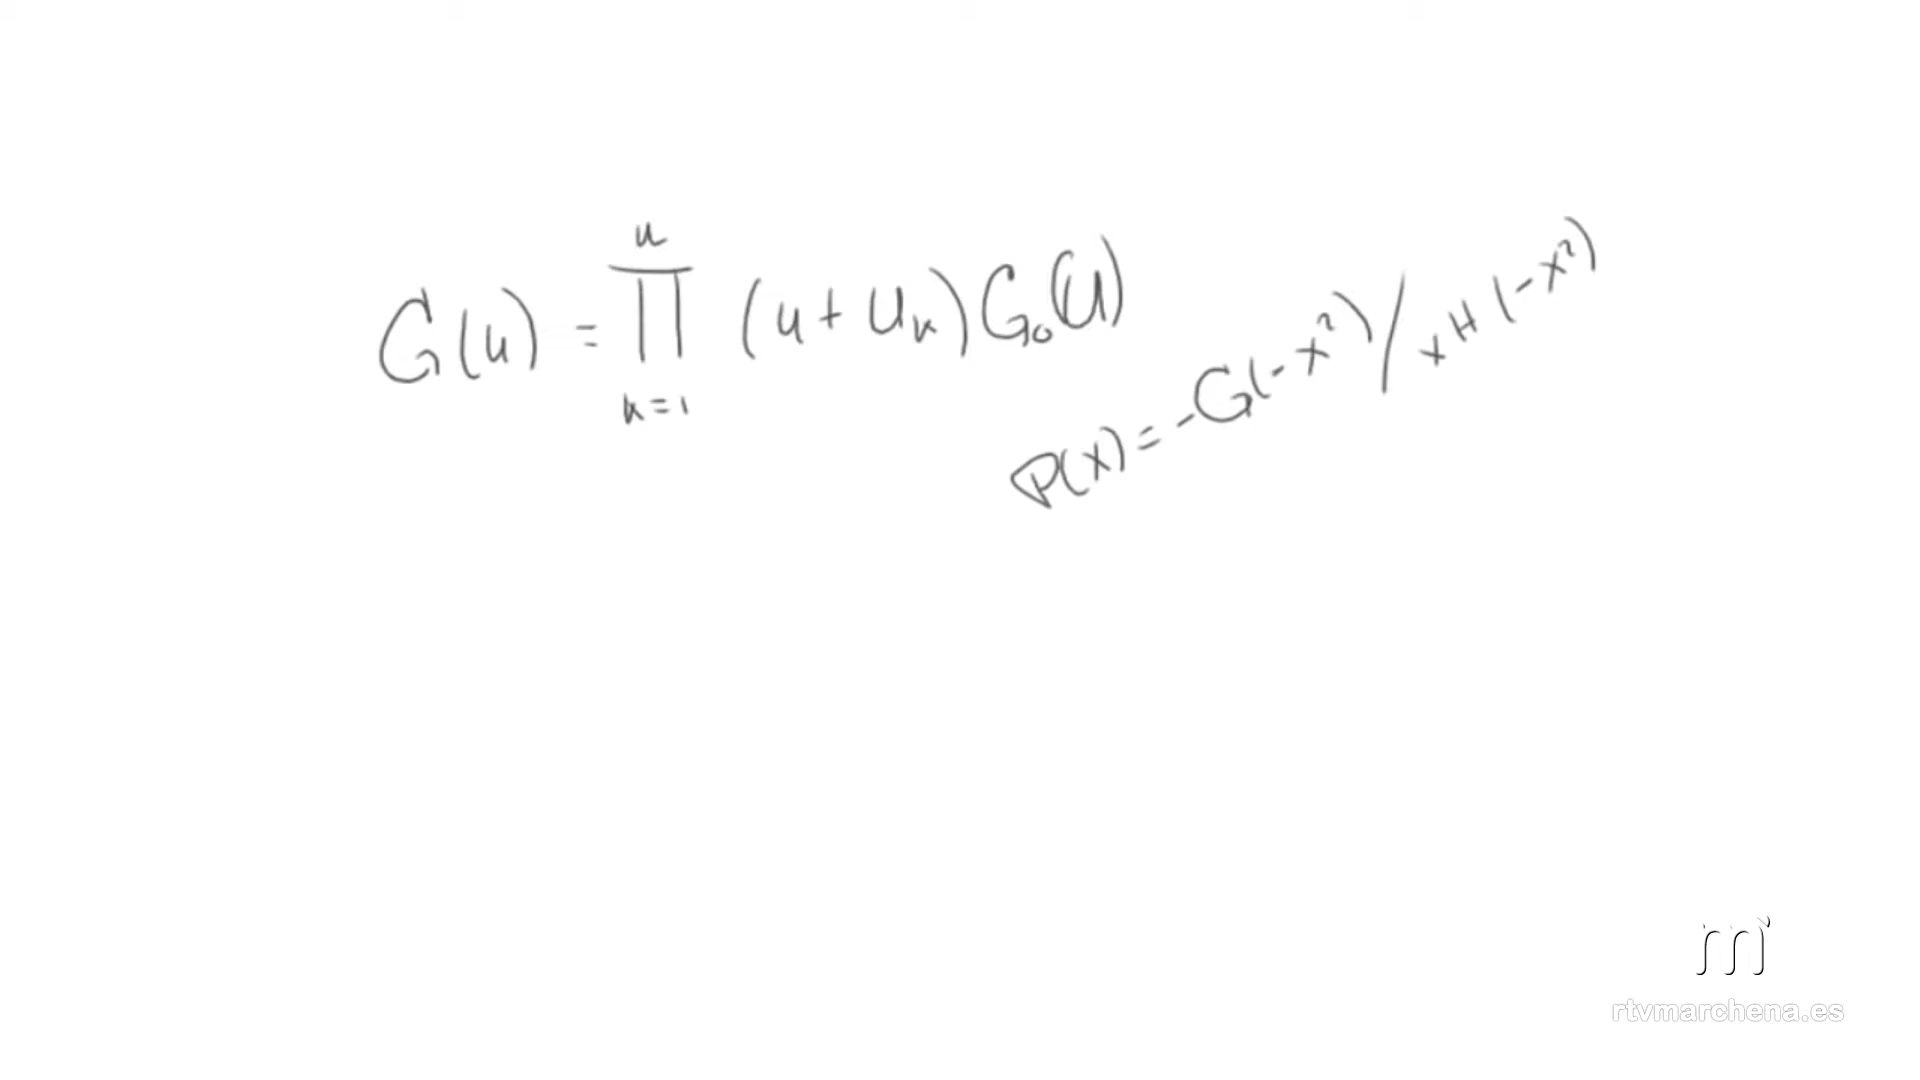 G(u) = ∏_{k=1}^{u} (u + u_k) G_0(u)
P(x) = -G(-x²)/xH(-x²)
m
rtvmarchena.es